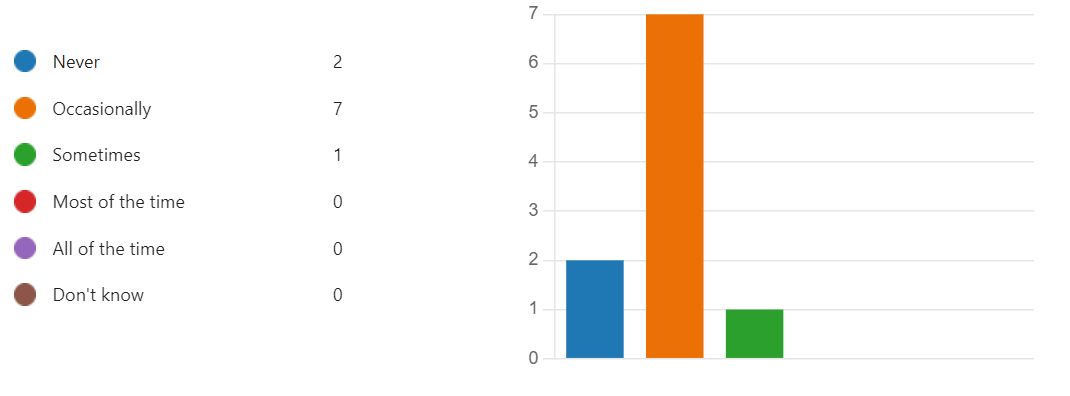 Never 2
Occasionally 7
Sometimes 1
Most of the time 0
All of the time 0
Don't know 0
7
6
5
4
3
2
1
0